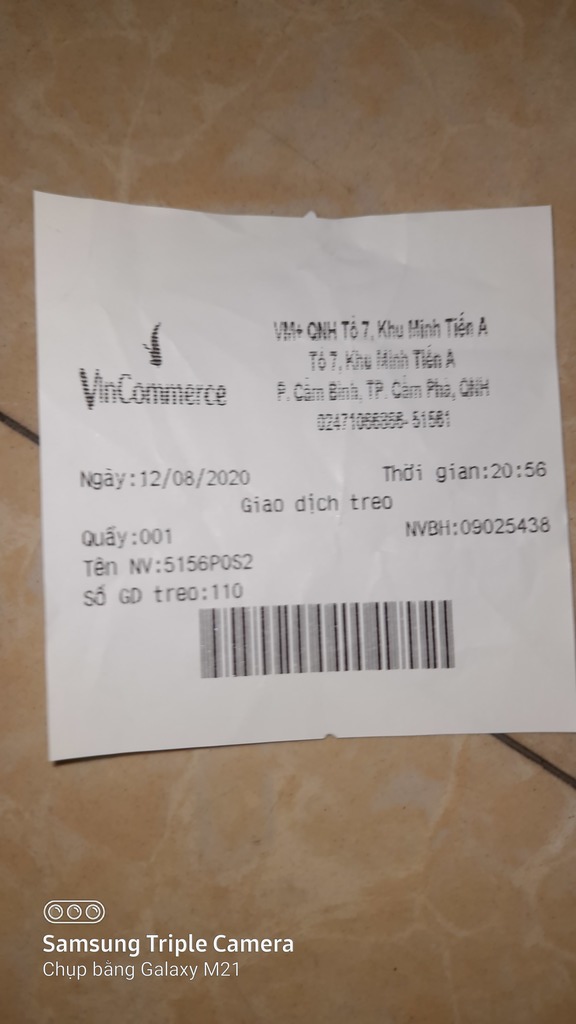 VinCommerce
VM+ QNH Tổ 7, Khu Minh Tiến A
Tổ 7, Khu Minh Tiến A
P. Cẩm Bình, TP. Cẩm Phả, QNH
02471066866- 51561
Ngày:12/08/2020 Thời gian:20:56
Giao dịch treo
Quầy:001 NVBH:09025438
Tên NV:5156POS2
Số GD treo:110
Samsung Triple Camera
Chụp bằng Galaxy M21